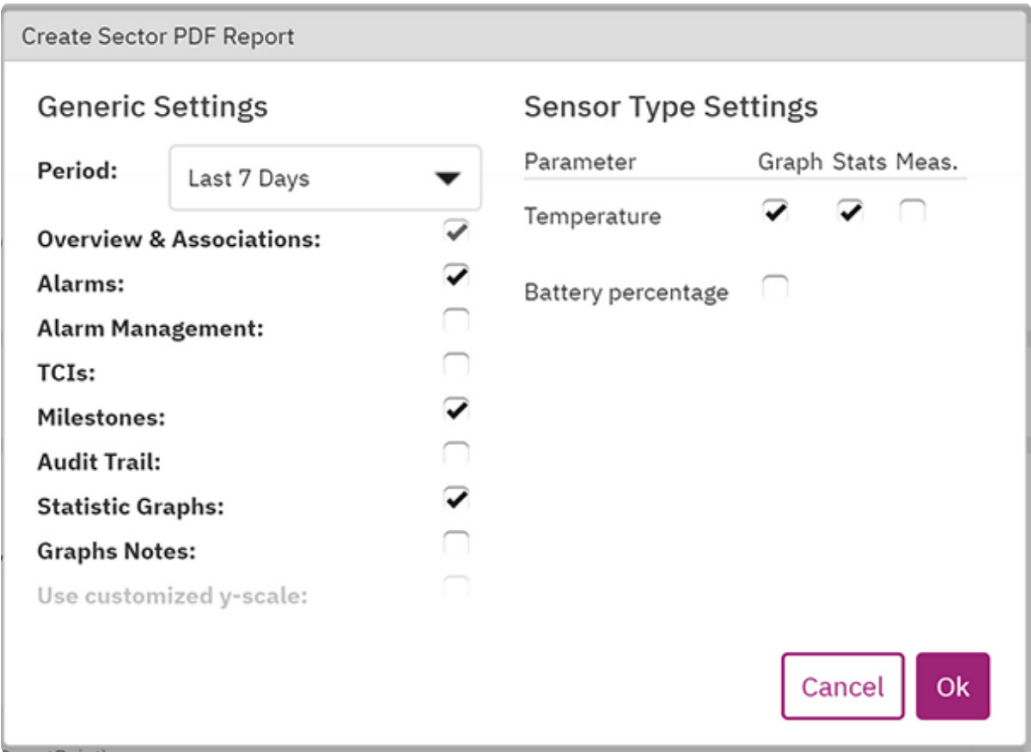 Create Sector PDF Report
Generic Settings
Period:
Last 7 Days
Overview & Associations:
Alarms:
Alarm Management:
TCIs:
Milestones:
Audit Trail:
Statistic Graphs:
Graphs Notes:
Use customized y-scale:
Sensor Type Settings
Parameter Graph Stats Meas.
Temperature
Battery percentage
Cancel
Ok